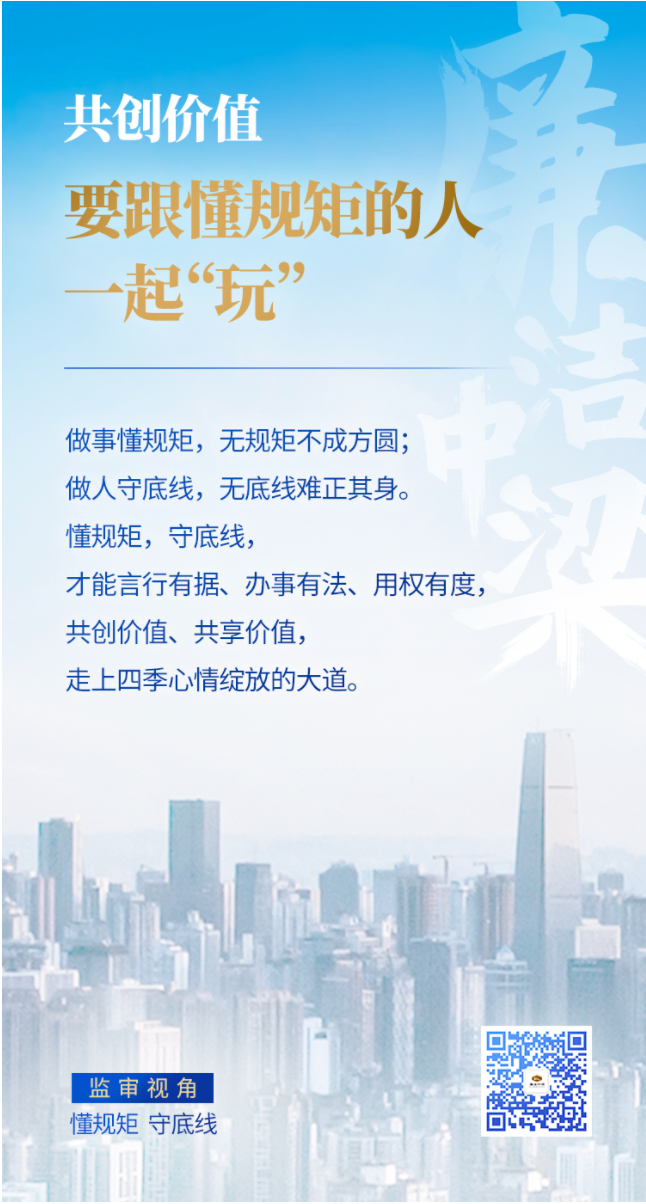 共创价值
要跟懂规矩的人
一起“玩”
廉洁
中梁
做事懂规矩，无规矩不成方圆；
做人守底线，无底线难正其身。
懂规矩，守底线，
才能言行有据、办事有法、用权有度，
共创价值、共享价值，
走上四季心情绽放的大道。
监审视角
懂规矩 守底线